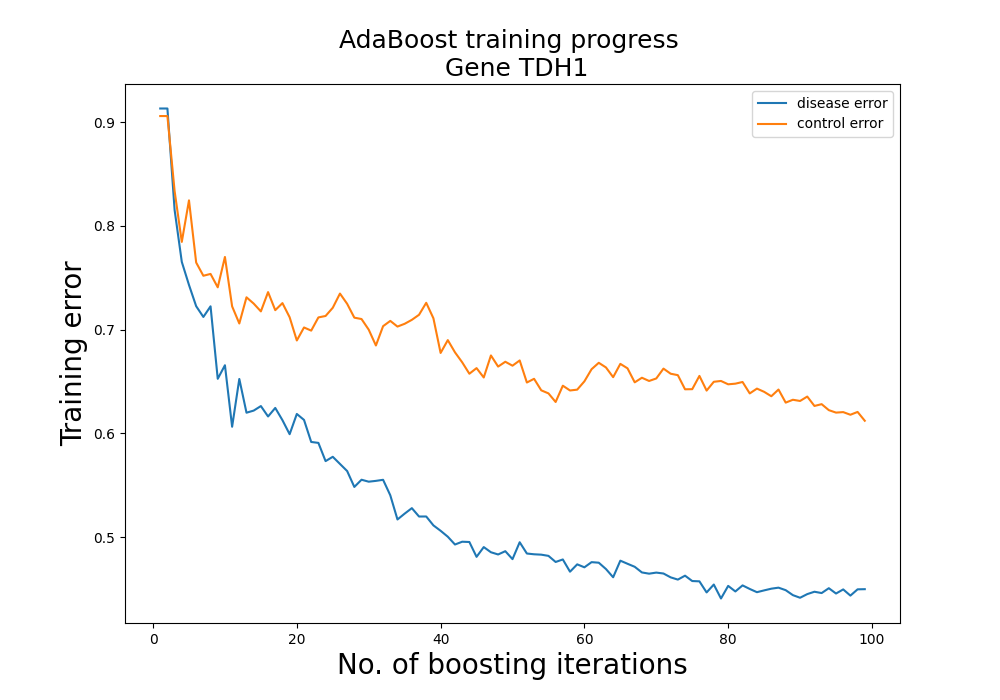 AdaBoost training progress
Gene TDH1
disease error
control error
Training error
0.9
0.8
0.7
0.6
0.5
0
20
40
60
80
100
No. of boosting iterations